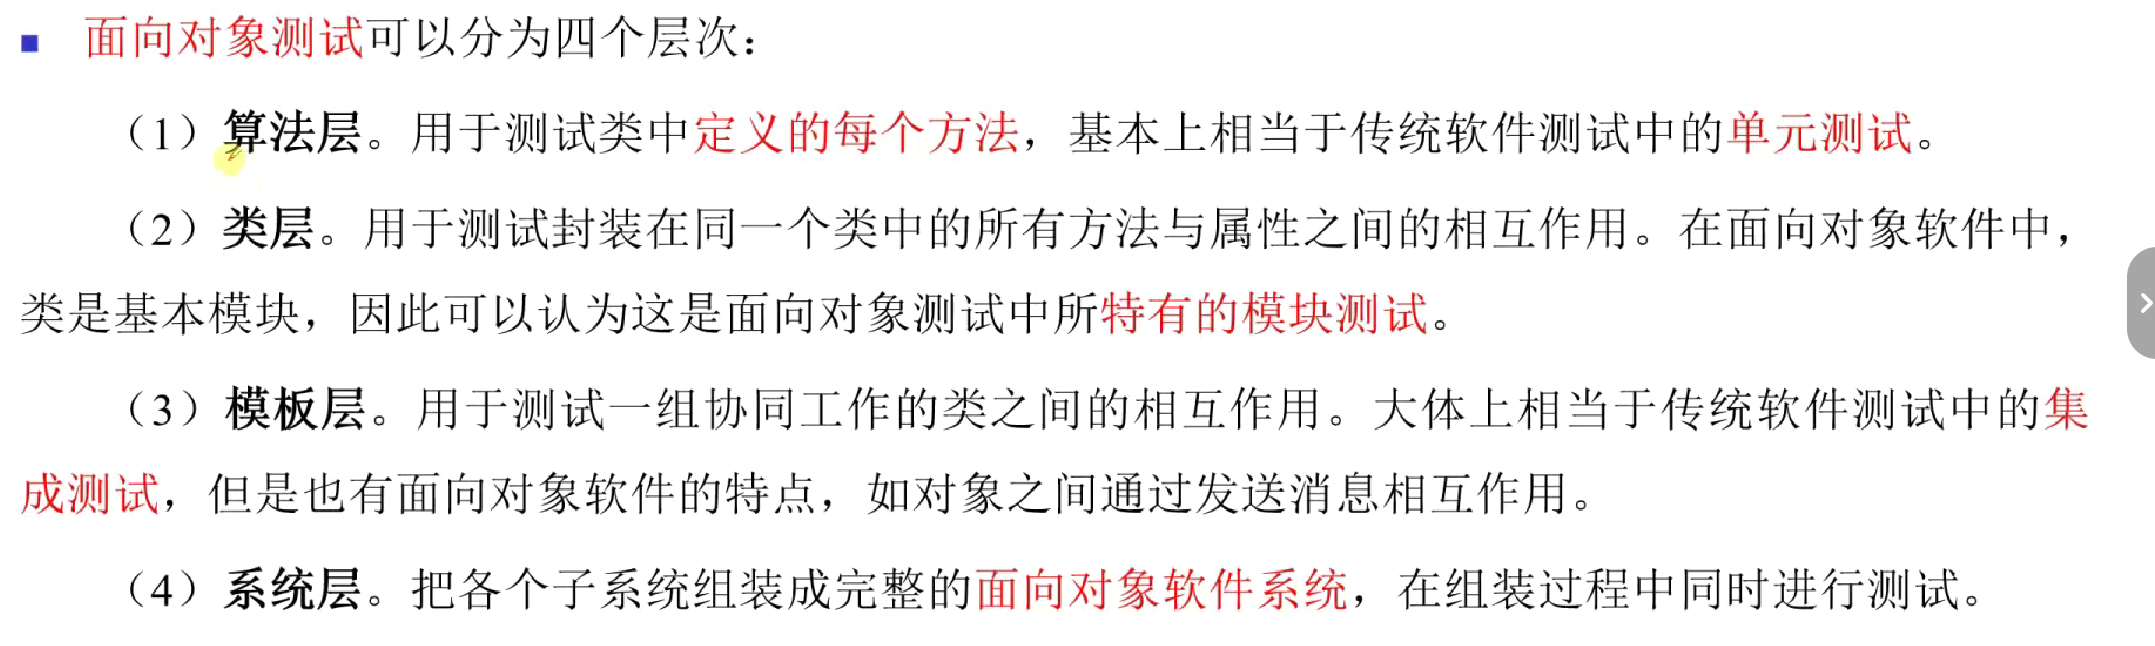 面向对象测试可以分为四个层次：
（1）算法层。用于测试类中定义的每个方法，基本上相当于传统软件测试中的单元测试。
（2）类层。用于测试封装在同一个类中的所有方法与属性之间的相互作用。在面向对象软件中，
类是基本模块，因此可以认为这是面向对象测试中所特有的模块测试。
（3）模板层。用于测试一组协同工作的类之间的相互作用。大体上相当于传统软件测试中的集
成测试，但是也有面向对象软件的特点，如对象之间通过发送消息相互作用。
（4）系统层。把各个子系统组装成完整的面向对象软件系统，在组装过程中同时进行测试。